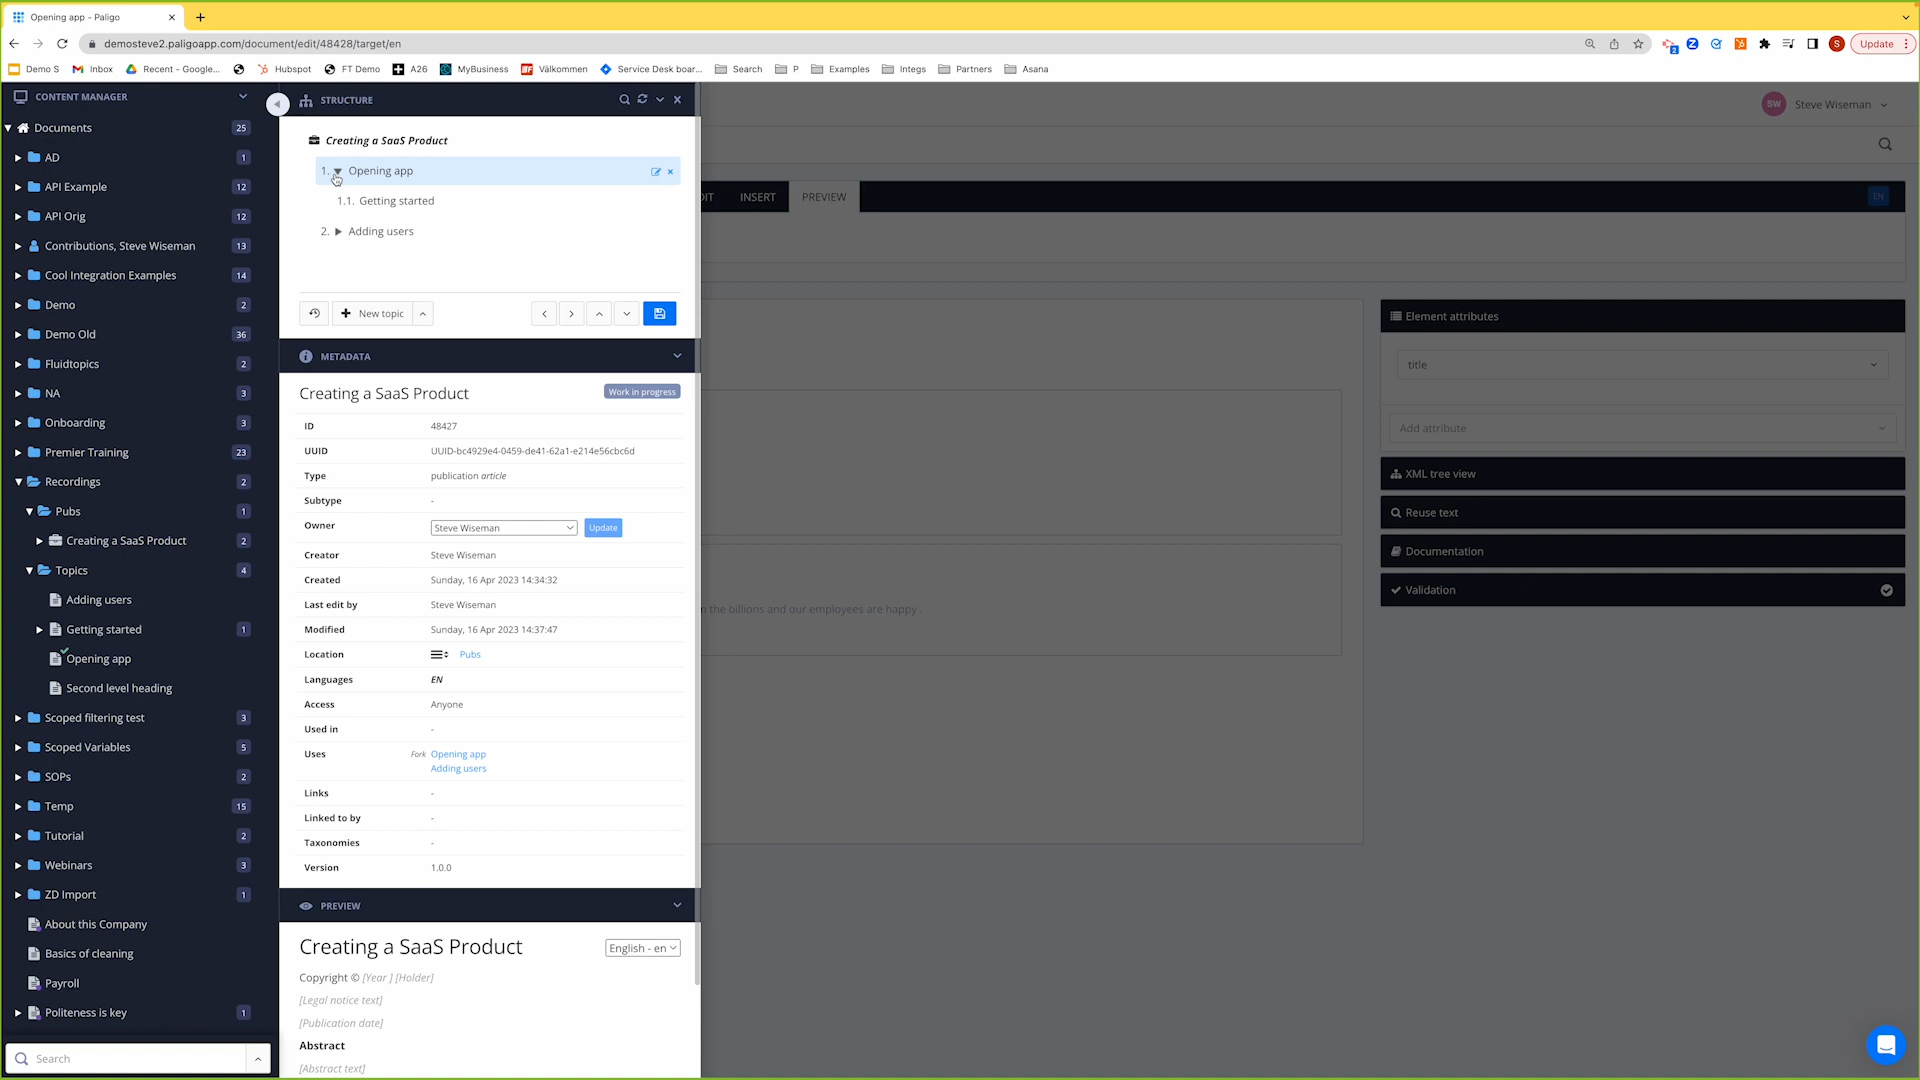 Opening app - Paligo
demosteve2.paligoapp.com/document/edit/48428/target/en
S
Update
Demo S
Inbox
Recent - Google...
Hubspot
FT Demo
A26
MyBusiness
Välkommen
Service Desk boar...
Search
P
Examples
Integs
Partners
Asana
CONTENT MANAGER
Documents 25
AD 1
API Example 12
API Orig 12
Contributions, Steve Wiseman 13
Cool Integration Examples 14
Demo 2
Demo Old 36
Fluidtopics 2
NA 3
Onboarding 3
Premier Training 23
Recordings 2
Pubs 1
Creating a SaaS Product 2
Topics 4
Adding users
Getting started 1
Opening app
Second level heading
Scoped filtering test 3
Scoped Variables 5
SOPs 2
Temp 15
Tutorial 2
Webinars 3
ZD Import 1
About this Company
Basics of cleaning
Payroll
Politeness is key 1
Search
STRUCTURE
Creating a SaaS Product
1. Opening app
1.1. Getting started
2. Adding users
New topic
METADATA
Creating a SaaS Product
Work in progress
ID 48427
UUID UUID-bc4929e4-0459-de41-62a1-e214e56cbc6d
Type publication article
Subtype -
Owner Steve Wiseman Update
Creator Steve Wiseman
Created Sunday, 16 Apr 2023 14:34:32
Last edit by Steve Wiseman
Modified Sunday, 16 Apr 2023 14:37:47
Location Pubs
Languages EN
Access Anyone
Used in -
Uses Fork Opening app
Adding users
Links -
Linked to by -
Taxonomies -
Version 1.0.0
PREVIEW
Creating a SaaS Product
English - en
Copyright © [Year ] [Holder]
[Legal notice text]
[Publication date]
Abstract
[Abstract text]
SW Steve Wiseman
DIT
INSERT
PREVIEW
EN
n the billions and our employees are happy .
Element attributes
title
Add attribute
XML tree view
Reuse text
Documentation
Validation